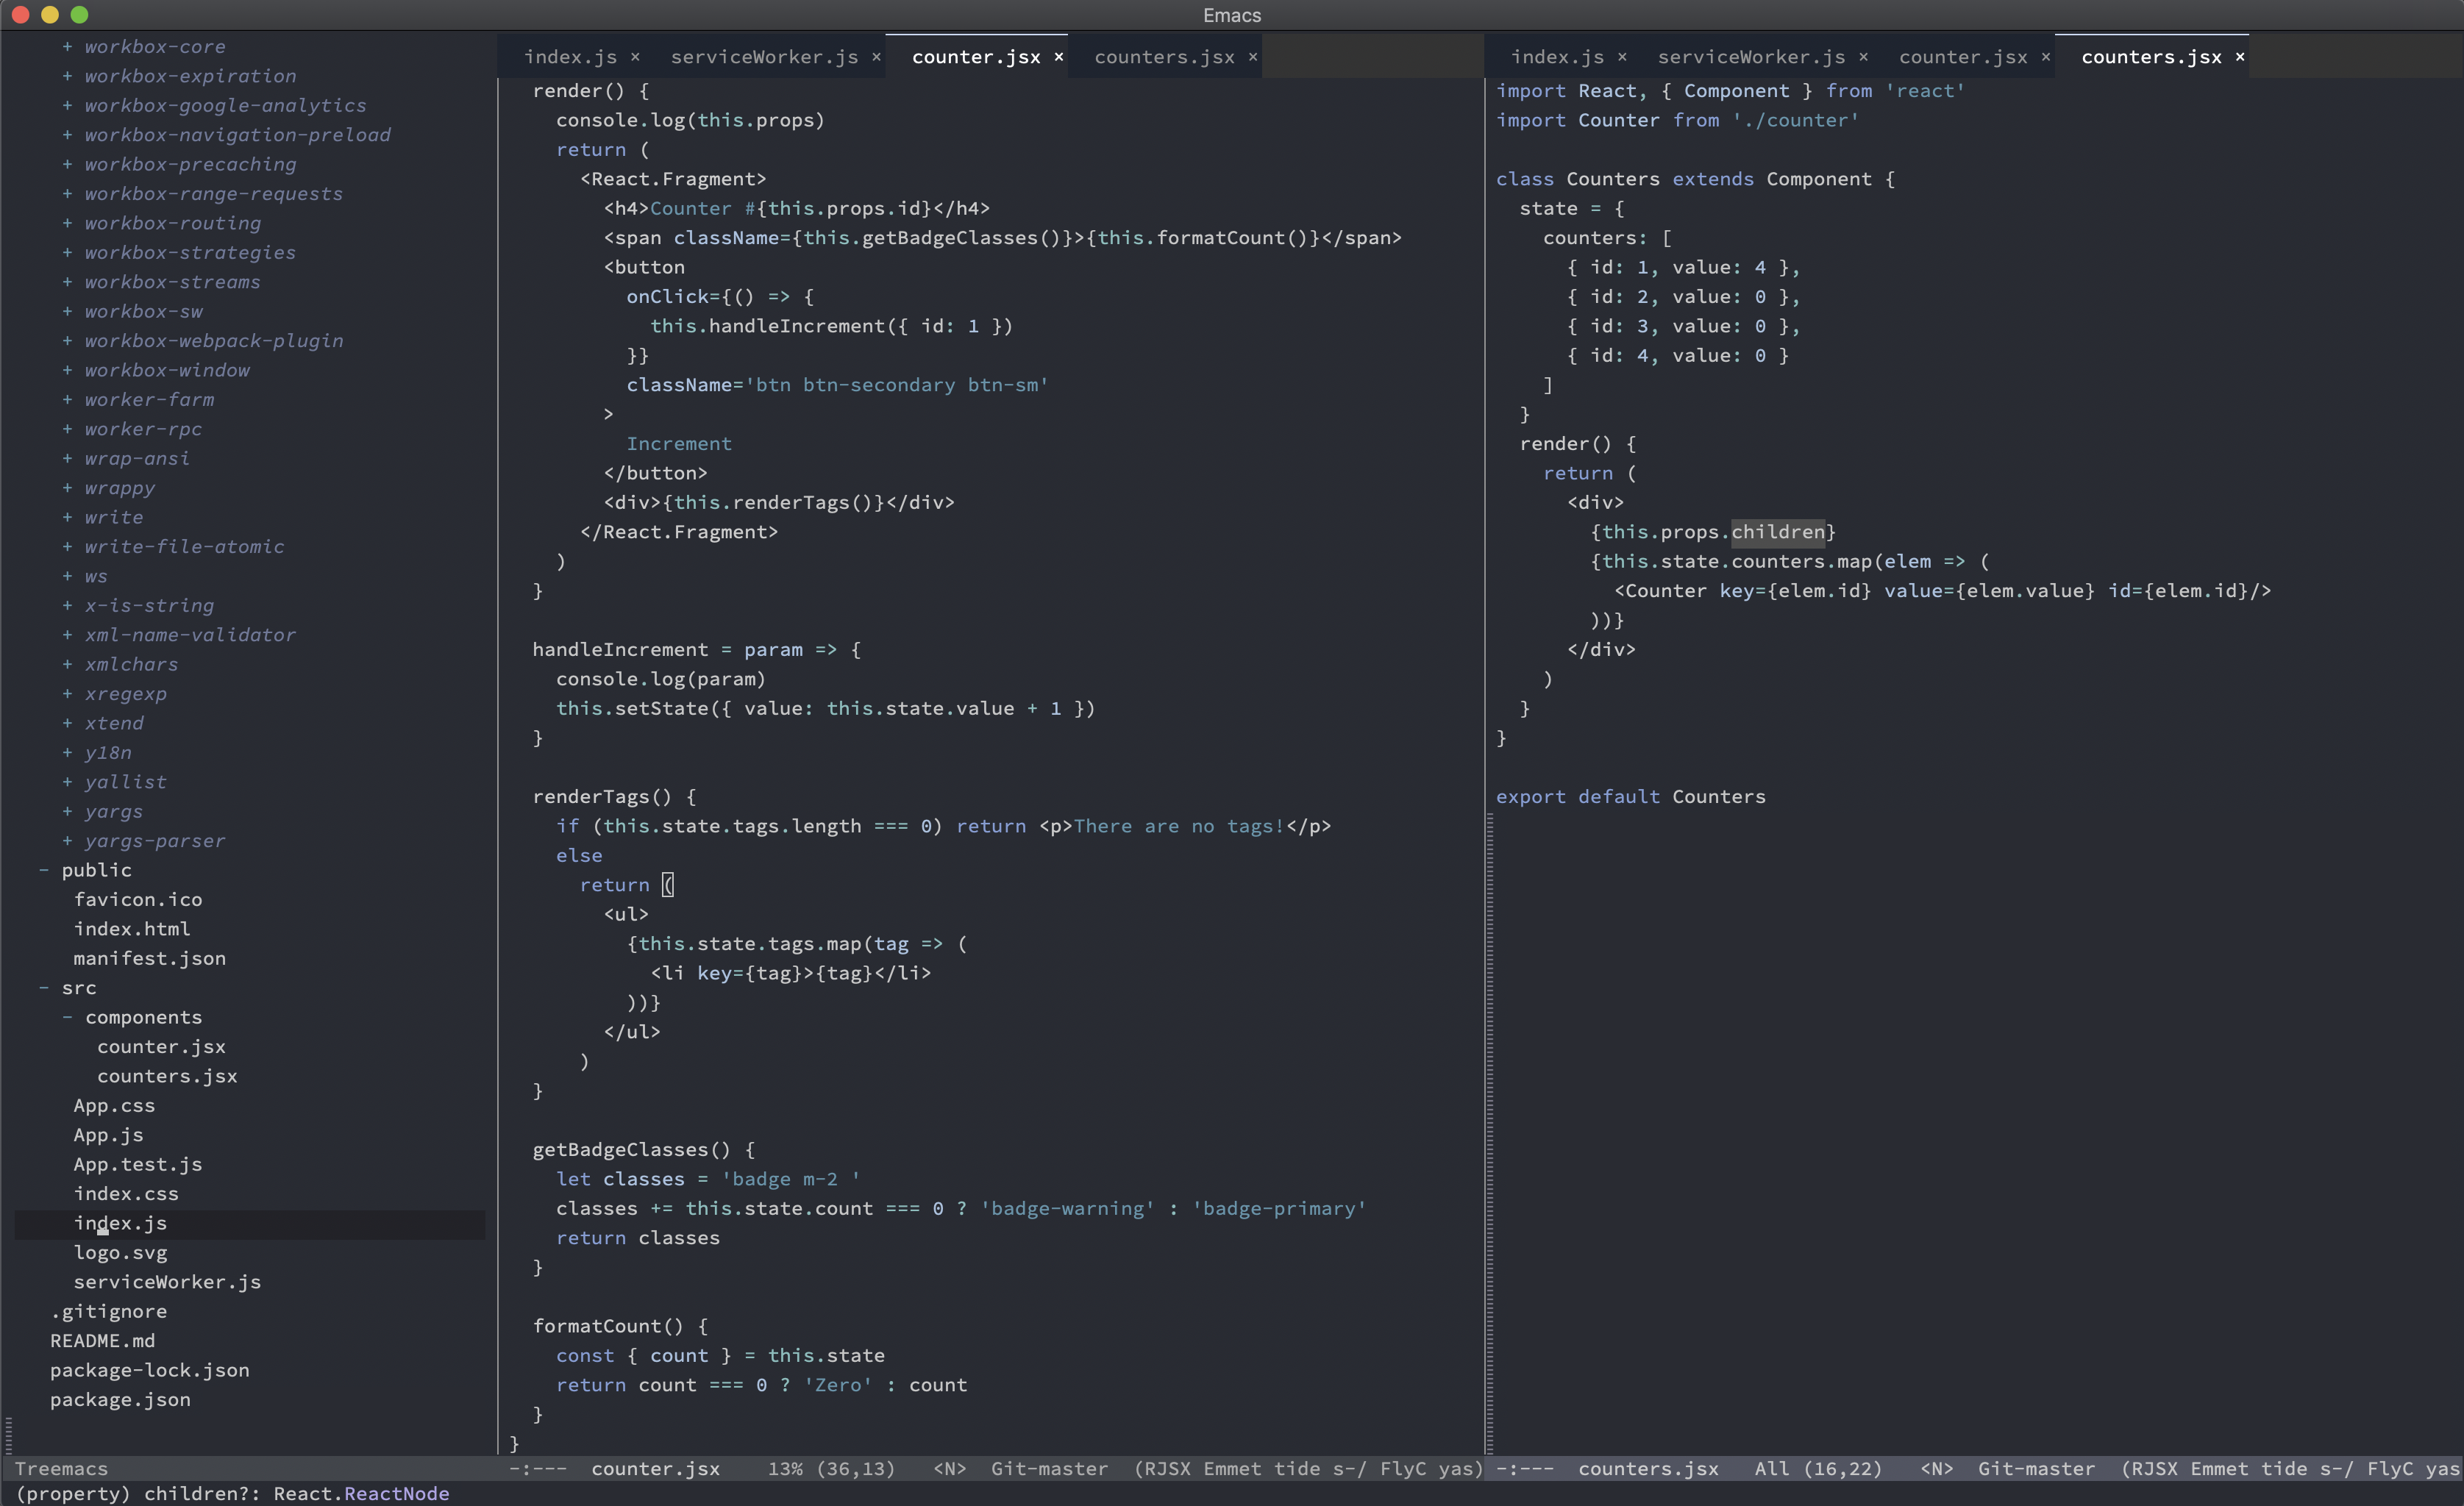 Emacs
+ workbox-core
+ workbox-expiration
+ workbox-google-analytics
+ workbox-navigation-preload
+ workbox-precaching
+ workbox-range-requests
+ workbox-routing
+ workbox-strategies
+ workbox-streams
+ workbox-sw
+ workbox-webpack-plugin
+ workbox-window
+ worker-farm
+ worker-rpc
+ wrap-ansi
+ wrappy
+ write
+ write-file-atomic
+ ws
+ x-is-string
+ xml-name-validator
+ xmlchars
+ xregexp
+ xtend
+ y18n
+ yallist
+ yargs
+ yargs-parser
- public
favicon.ico
index.html
manifest.json
- src
- components
counter.jsx
counters.jsx
App.css
App.js
App.test.js
index.css
index.js
logo.svg
serviceWorker.js
.gitignore
README.md
package-lock.json
package.json
Treemacs
index.js × serviceWorker.js × counter.jsx × counters.jsx ×
render() {
console.log(this.props)
return (
<React.Fragment>
<h4>Counter #{this.props.id}</h4>
<span className={this.getBadgeClasses()}>{this.formatCount()}</span>
<button
onClick={() => {
this.handleIncrement({ id: 1 })
}}
className='btn btn-secondary btn-sm'
>
Increment
</button>
<div>{this.renderTags()}</div>
</React.Fragment>
)
}
handleIncrement = param => {
console.log(param)
this.setState({ value: this.state.value + 1 })
}
renderTags() {
if (this.state.tags.length === 0) return <p>There are no tags!</p>
else
return (
<ul>
{this.state.tags.map(tag => (
<li key={tag}>{tag}</li>
))}
</ul>
)
}
getBadgeClasses() {
let classes = 'badge m-2 '
classes += this.state.count === 0 ? 'badge-warning' : 'badge-primary'
return classes
}
formatCount() {
const { count } = this.state
return count === 0 ? 'Zero' : count
}
}
-:--- counter.jsx 13% (36,13) <N> Git-master (RJSX Emmet tide s-/ FlyC yas)
index.js × serviceWorker.js × counter.jsx × counters.jsx ×
import React, { Component } from 'react'
import Counter from './counter'
class Counters extends Component {
state = {
counters: [
{ id: 1, value: 4 },
{ id: 2, value: 0 },
{ id: 3, value: 0 },
{ id: 4, value: 0 }
]
}
render() {
return (
<div>
{this.props.children}
{this.state.counters.map(elem => (
<Counter key={elem.id} value={elem.value} id={elem.id}/>
))}
</div>
)
}
}
export default Counters
-:--- counters.jsx All (16,22) <N> Git-master (RJSX Emmet tide s-/ FlyC yas
(property) children?: React.ReactNode